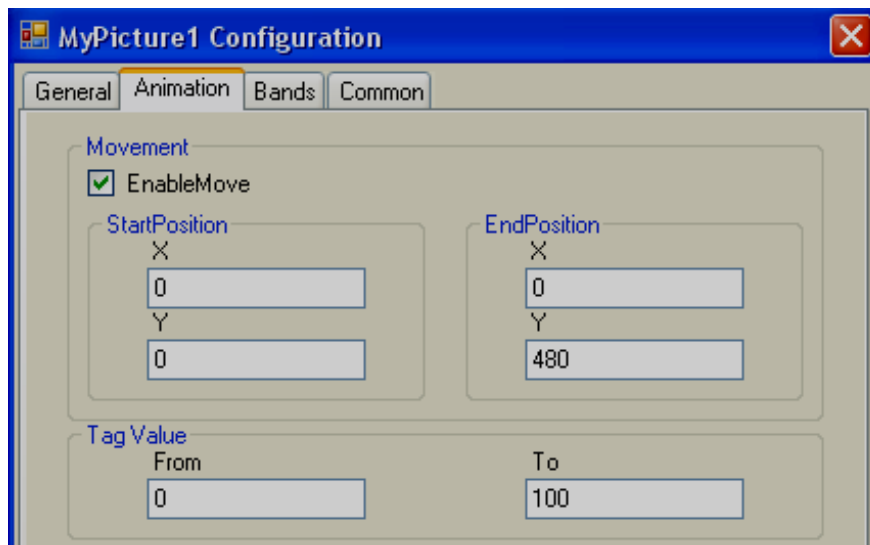 MyPicture1 Configuration
General Animation Bands Common
Movement
EnableMove
StartPosition EndPosition
X X
0 0
Y Y
0 480
Tag Value
From To
0 100